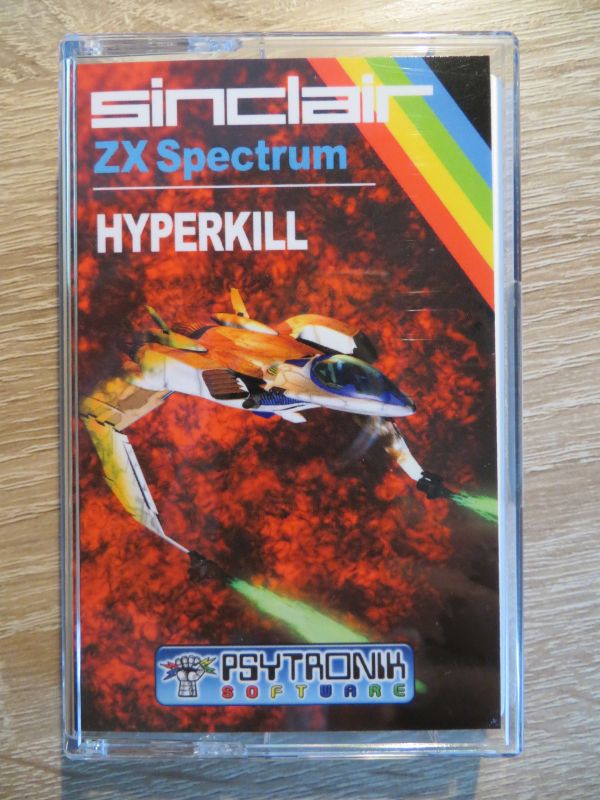 sinclair
ZX Spectrum
HYPERKILL
PSYTRONIK
SOFTWARE